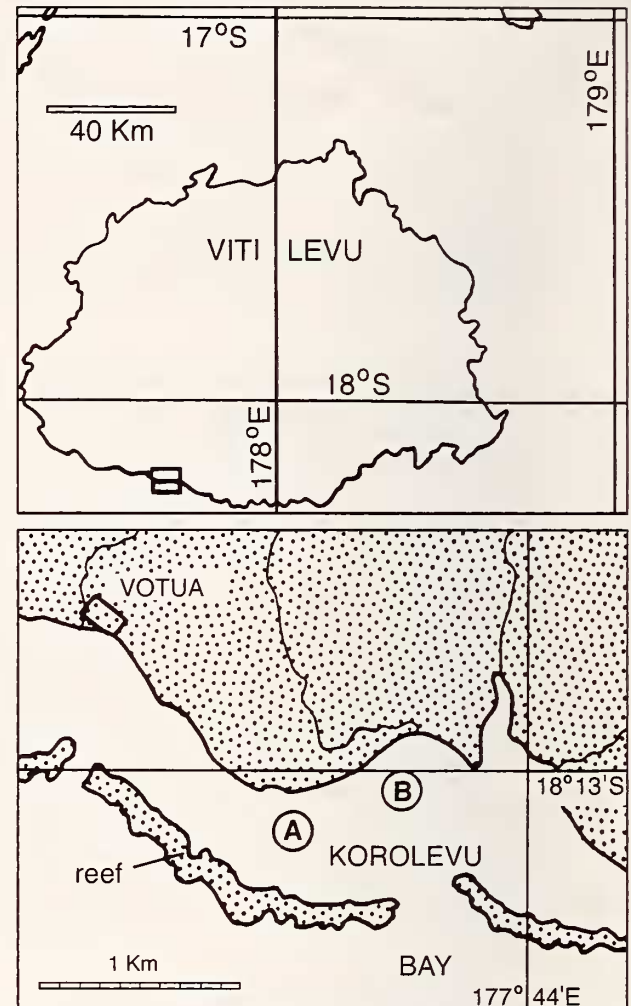 17°S
179°E
40 Km
VITI LEVU
18°S
178°E
VOTUA
18° 13'S
B
A
KOROLEVU
reef
BAY
1 Km
177° 44'E